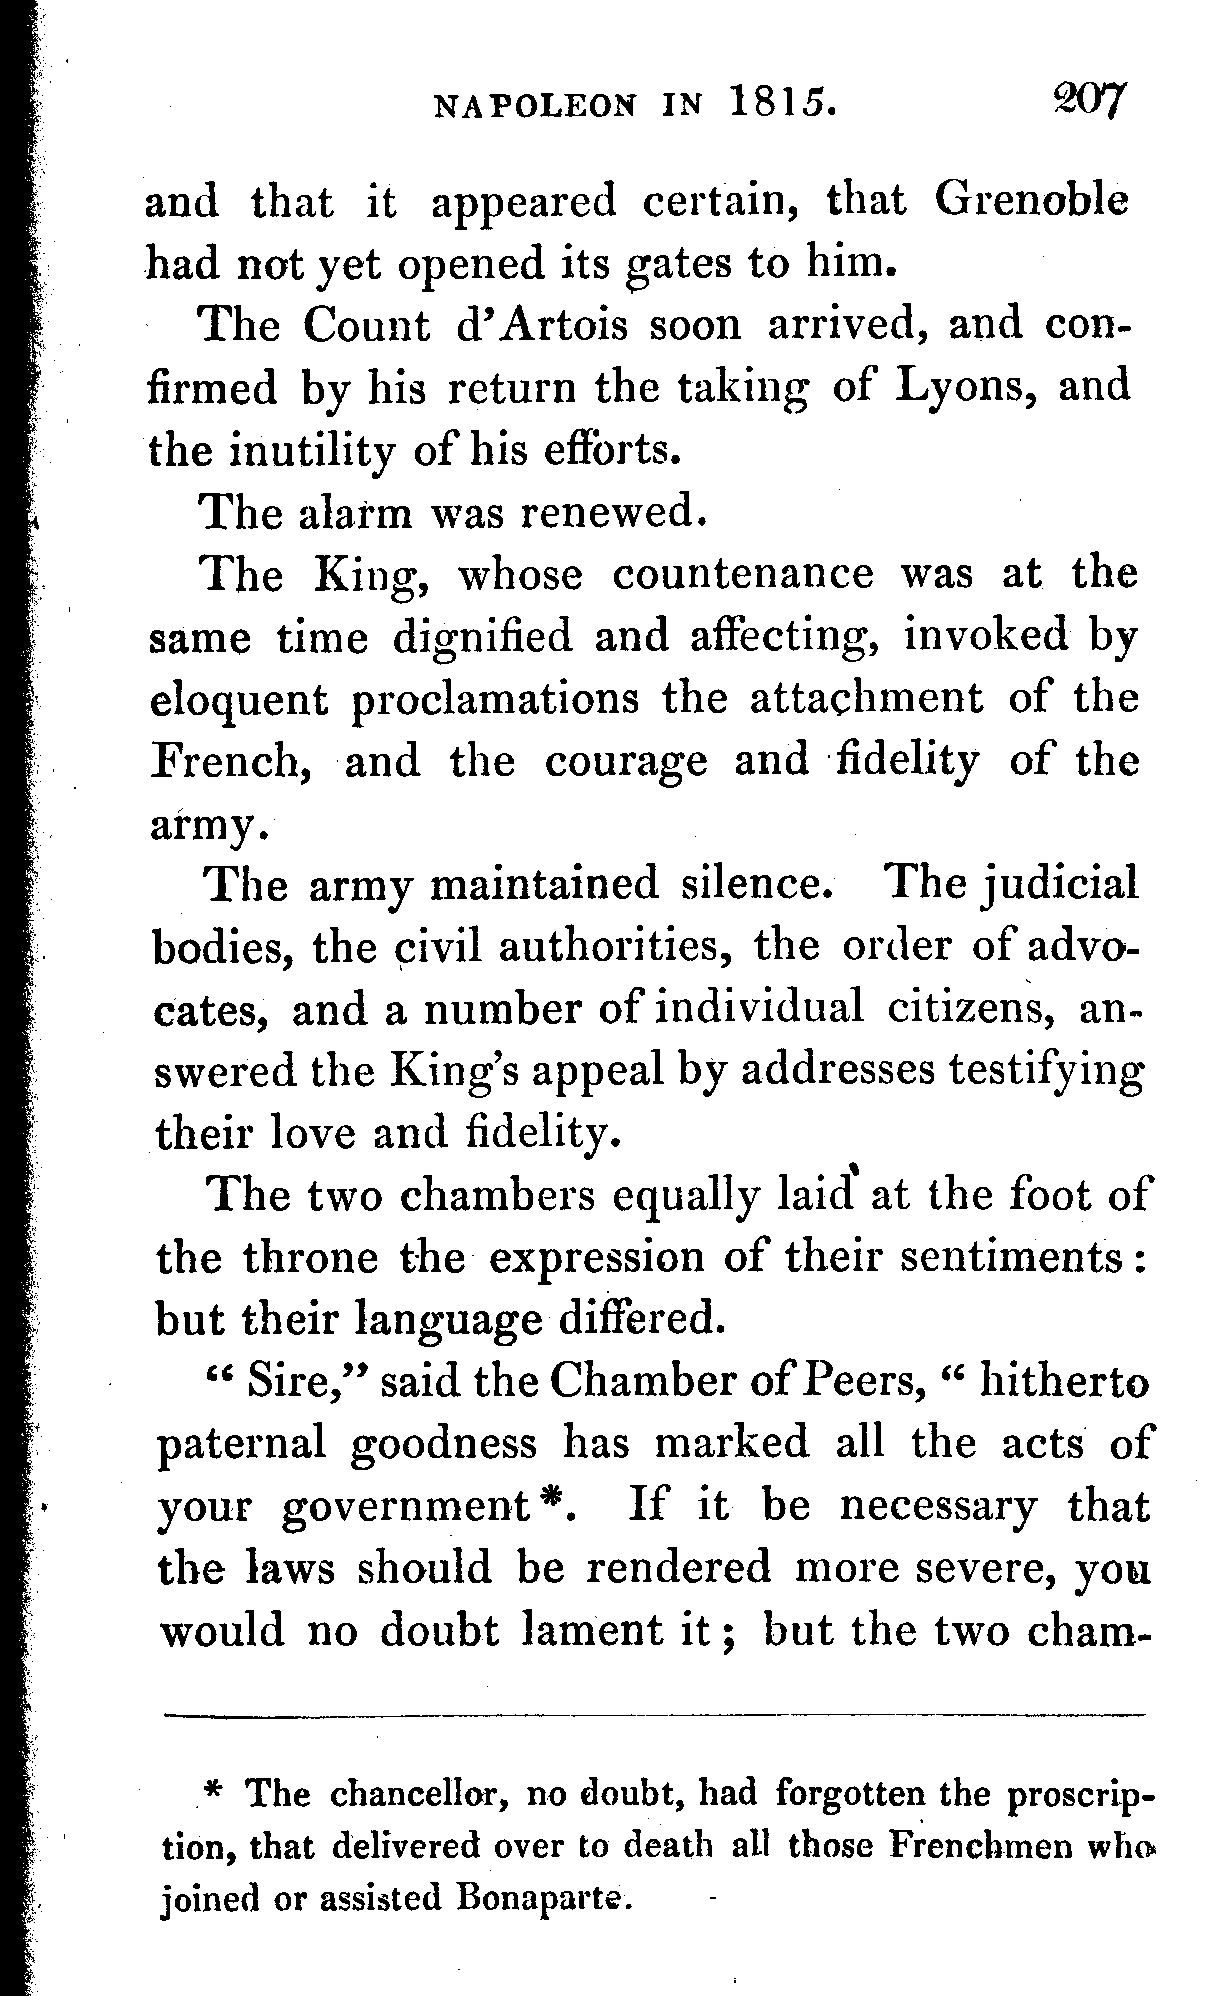 NAPOLEON IN 1815. 207
and that it appeared certain, that Grenoble
had not yet opened its gates to him.
The Count d'Artois soon arrived, and con-
firmed by his return the taking of Lyons, and
the inutility of his efforts.
The alarm was renewed.
The King, whose countenance was at the
same time dignified and affecting, invoked by
eloquent proclamations the attachment of the
French, and the courage and fidelity of the
army.
The army maintained silence. The judicial
bodies, the civil authorities, the order of advo-
cates, and a number of individual citizens, an-
swered the King's appeal by addresses testifying
their love and fidelity.
The two chambers equally laid at the foot of
the throne the expression of their sentiments:
but their language differed.
" Sire," said the Chamber of Peers, " hitherto
paternal goodness has marked all the acts of
your government *. If it be necessary that
the laws should be rendered more severe, you
would no doubt lament it; but the two cham-
* The chancellor, no doubt, had forgotten the proscrip-
tion, that delivered over to death all those Frenchmen who
joined or assisted Bonaparte.